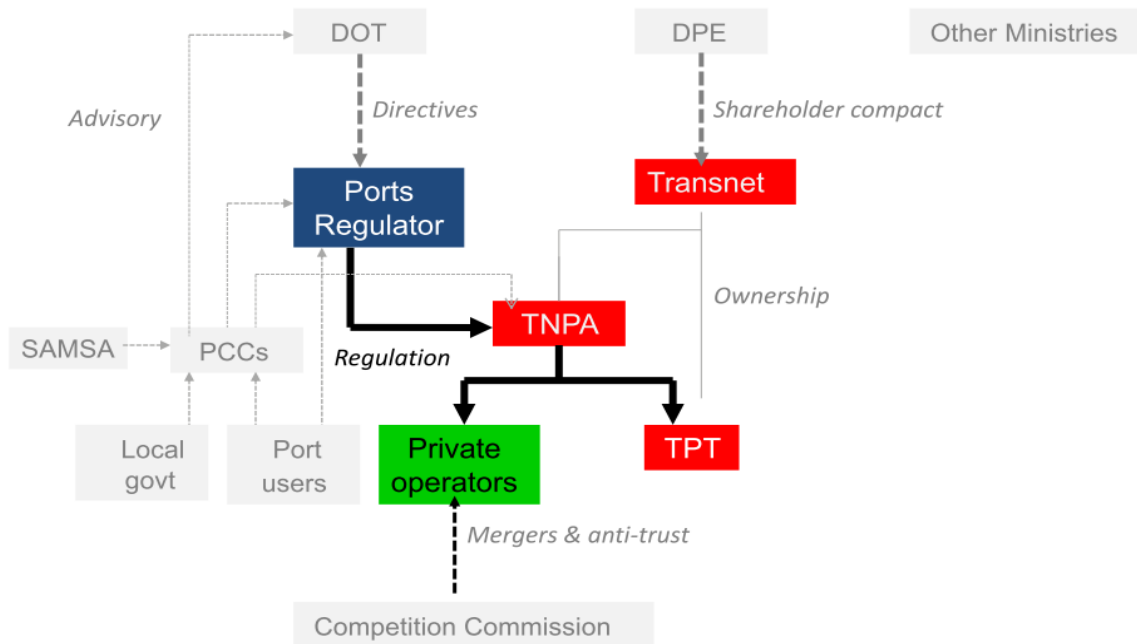 DOT
DPE
Other Ministries
Advisory
Directives
Shareholder compact
Ports
Regulator
Transnet
Ownership
TNPA
SAMSA
PCCs
Regulation
Local
govt
Port
users
Private
operators
TPT
Mergers & anti-trust
Competition Commission